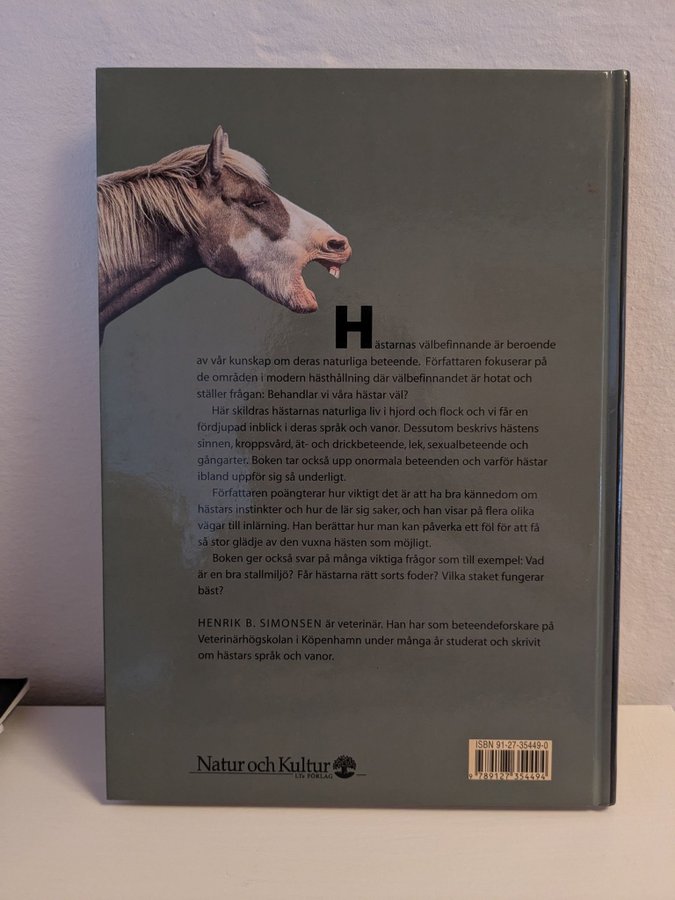 Hästarnas välbefinnande är beroende
av vår kunskap om deras naturliga beteende. Författaren fokuserar på
de områden i modern hästhållning där välbefinnandet är hotat och
ställer frågan: Behandlar vi våra hästar väl?
Här skildras hästarnas naturliga liv i hjord och flock och vi får en
fördjupad inblick i deras språk och vanor. Dessutom beskrivs hästens
sinnen, kroppsvård, ät- och drickbeteende, lek, sexualbeteende och
gångarter. Boken tar också upp onormala beteenden och varför hästar
ibland uppför sig så underligt.
Författaren poängterar hur viktigt det är att ha bra kännedom om
hästars instinkter och hur de lär sig saker, och han visar på flera olika
vägar till inlärning. Han berättar hur man kan påverka ett föl för att få
så stor glädje av den vuxna hästen som möjligt.
Boken ger också svar på många viktiga frågor som till exempel: Vad
är en bra stallmiljö? Får hästarna rätt sorts foder? Vilka staket fungerar
bäst?
HENRIK B. SIMONSEN är veterinär. Han har som beteendeforskare på
Veterinärhögskolan i Köpenhamn under många år studerat och skrivit
om hästars språk och vanor.
Natur och Kultur
LTs FÖRLAG
ISBN 91-27-35449-0
9 789127 354494